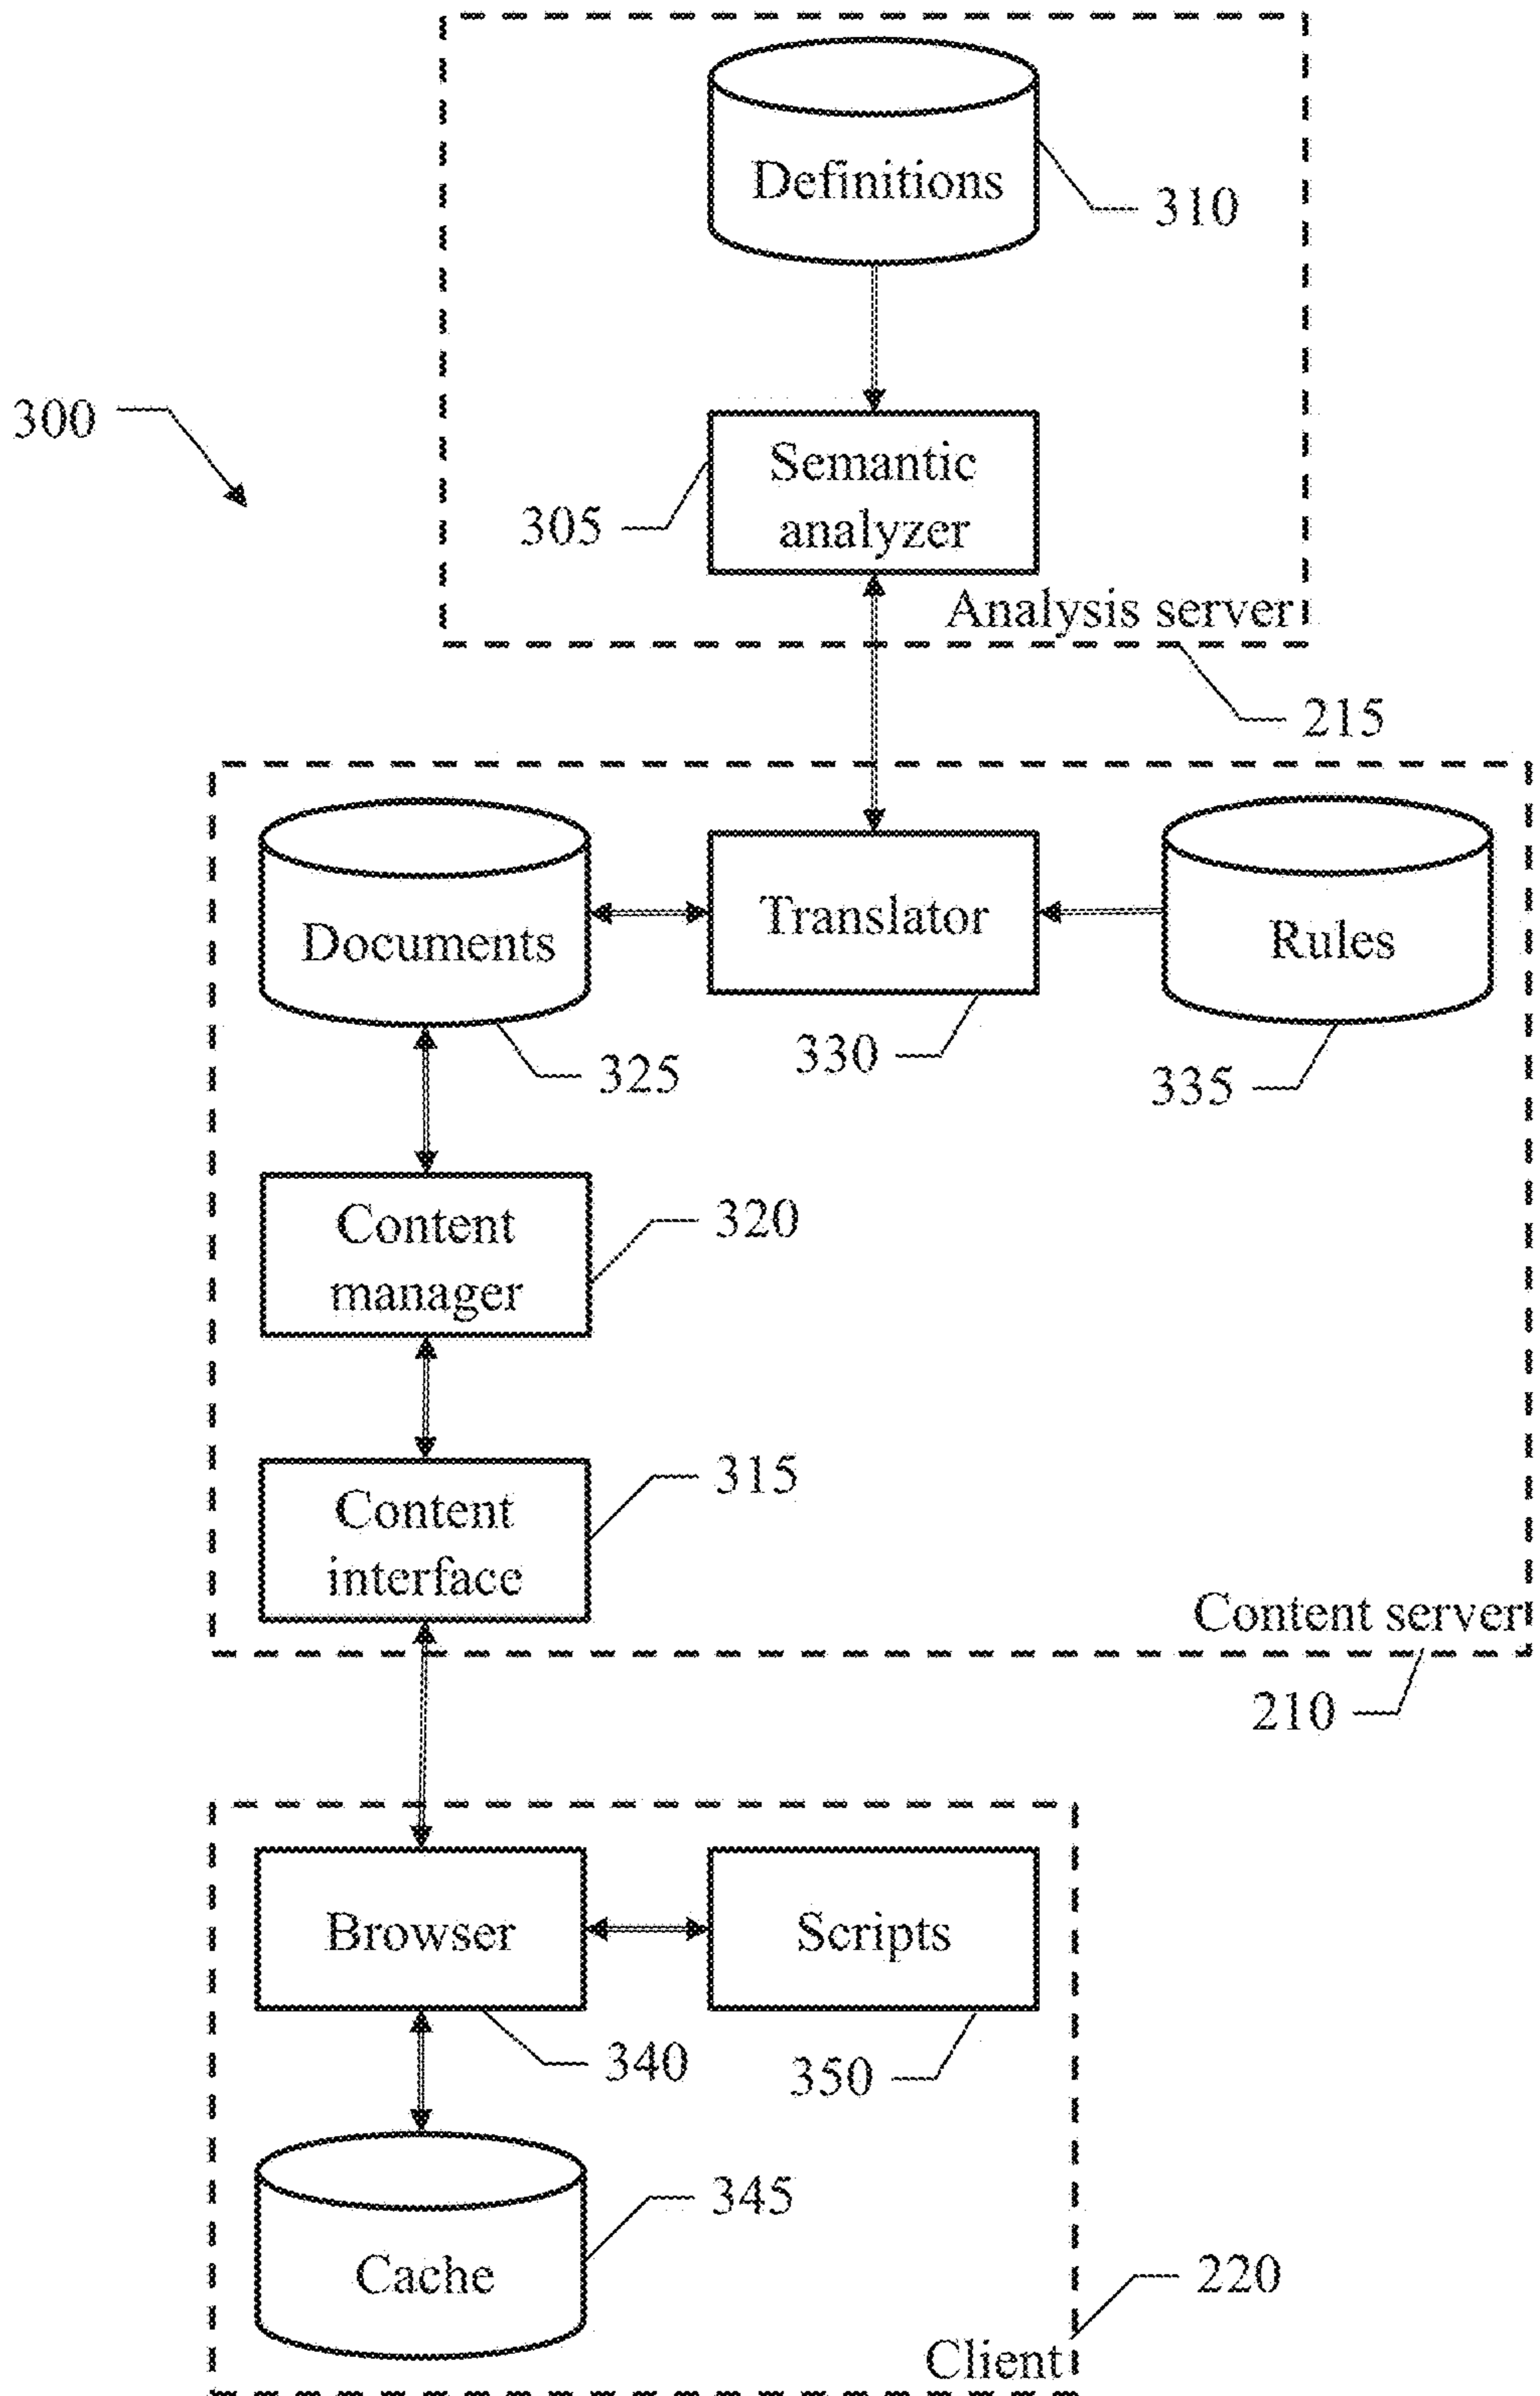 Definitions
310
300
Semantic
analyzer
305
Analysis server
215
Documents
Translator
Rules
325
330
335
Content
manager
320
Content
interface
315
Content server
210
Browser
Scripts
340
350
Cache
345
220
Client